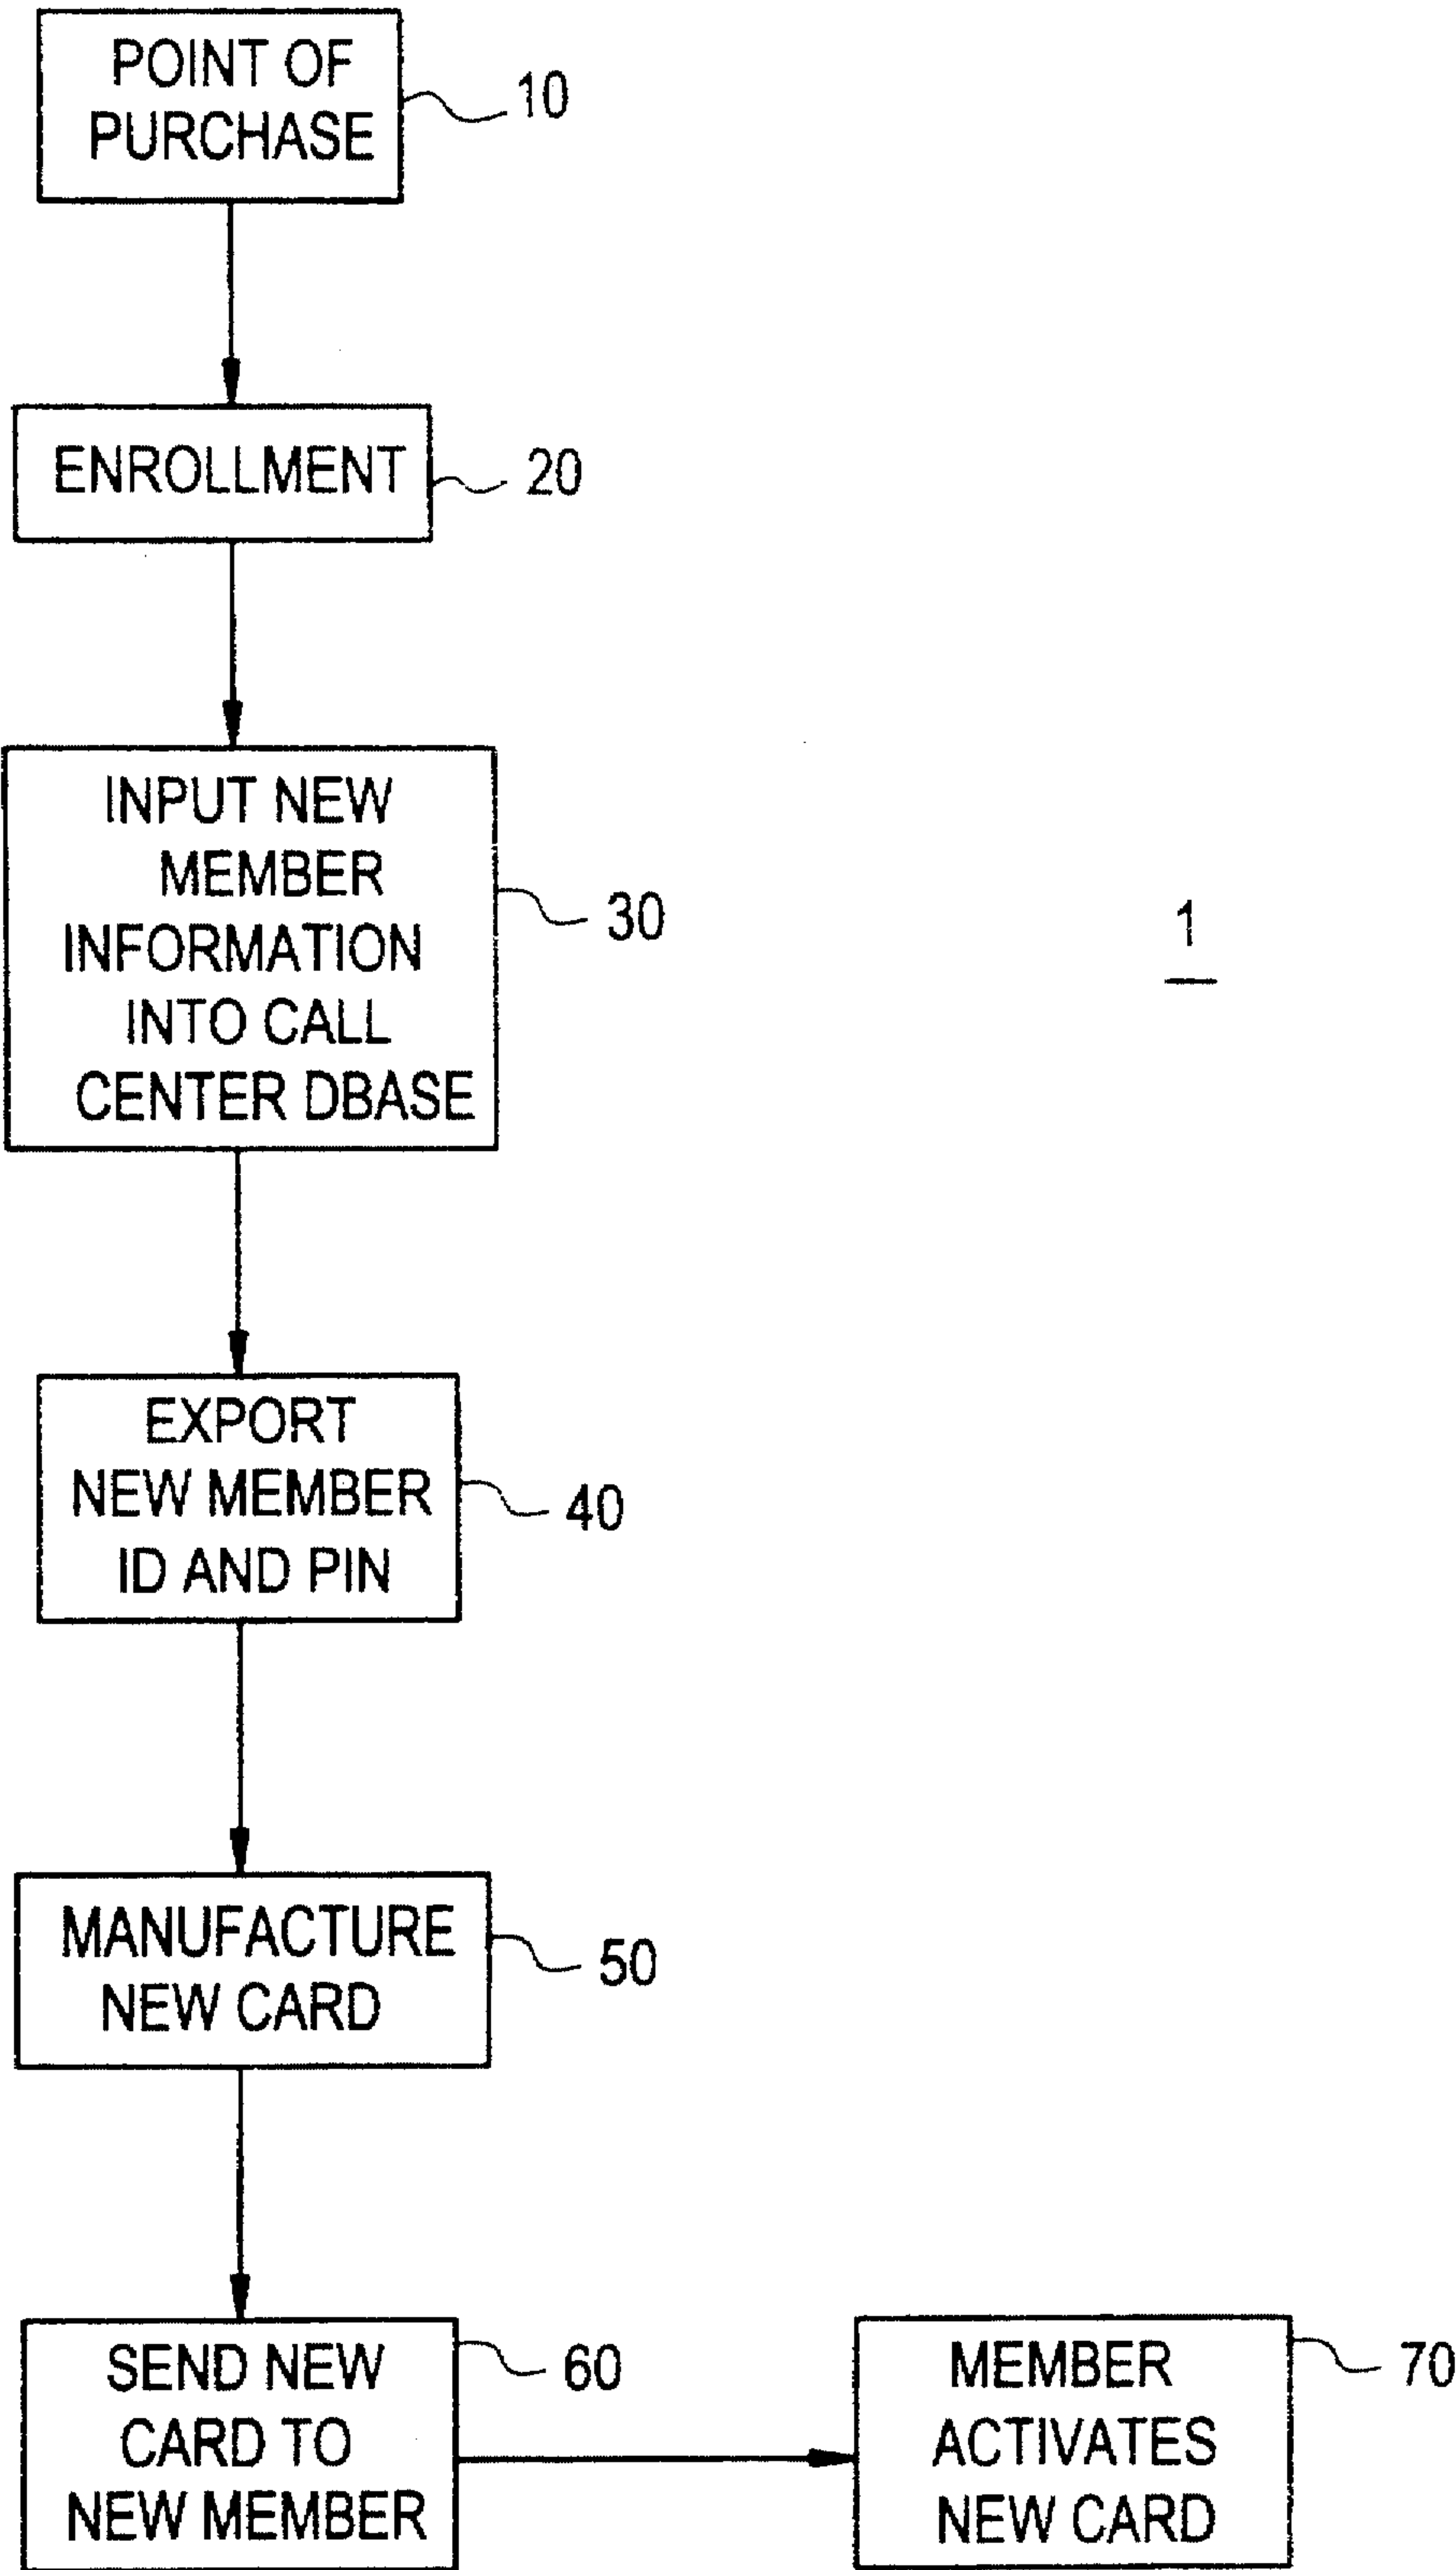 POINT OF
PURCHASE
10
ENROLLMENT
20
INPUT NEW
MEMBER
INFORMATION
INTO CALL
CENTER DBASE
30
1
EXPORT
NEW MEMBER
ID AND PIN
40
MANUFACTURE
NEW CARD
50
SEND NEW
CARD TO
NEW MEMBER
60
MEMBER
ACTIVATES
NEW CARD
70